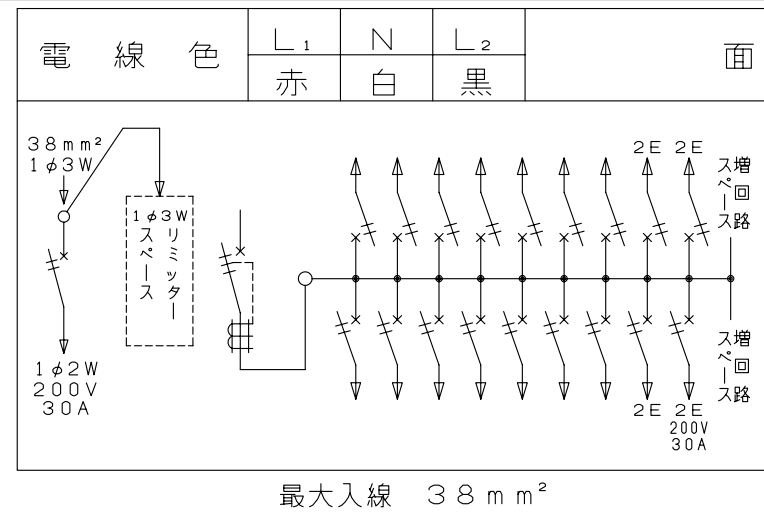 電線色 L₁ N L₂ 面
赤 白 黒
38mm²
1φ3W
1φ3W
リミッター
スペース
1φ2W
200V
30A
2E 2E
増回路
スペース
増回路
スペース
2E 2E
200V
30A
最大入線 38mm²